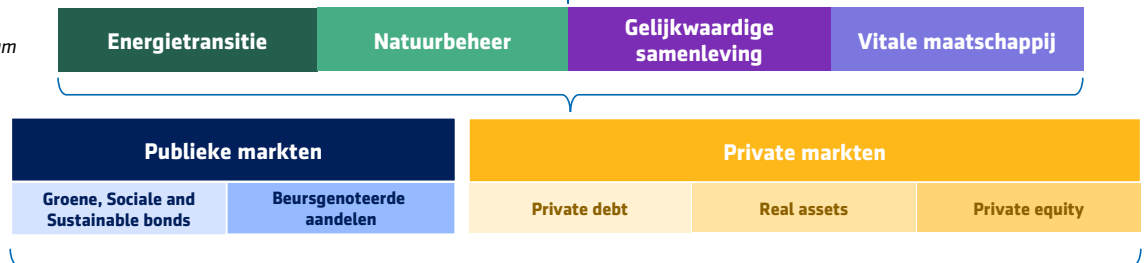 Energietransitie
Natuurbeheer
Gelijkwaardige
samenleving
Vitale maatschappij
Publieke markten
Private markten
Groene, Sociale and
Sustainable bonds
Beursgenoteerde
aandelen
Private debt
Real assets
Private equity